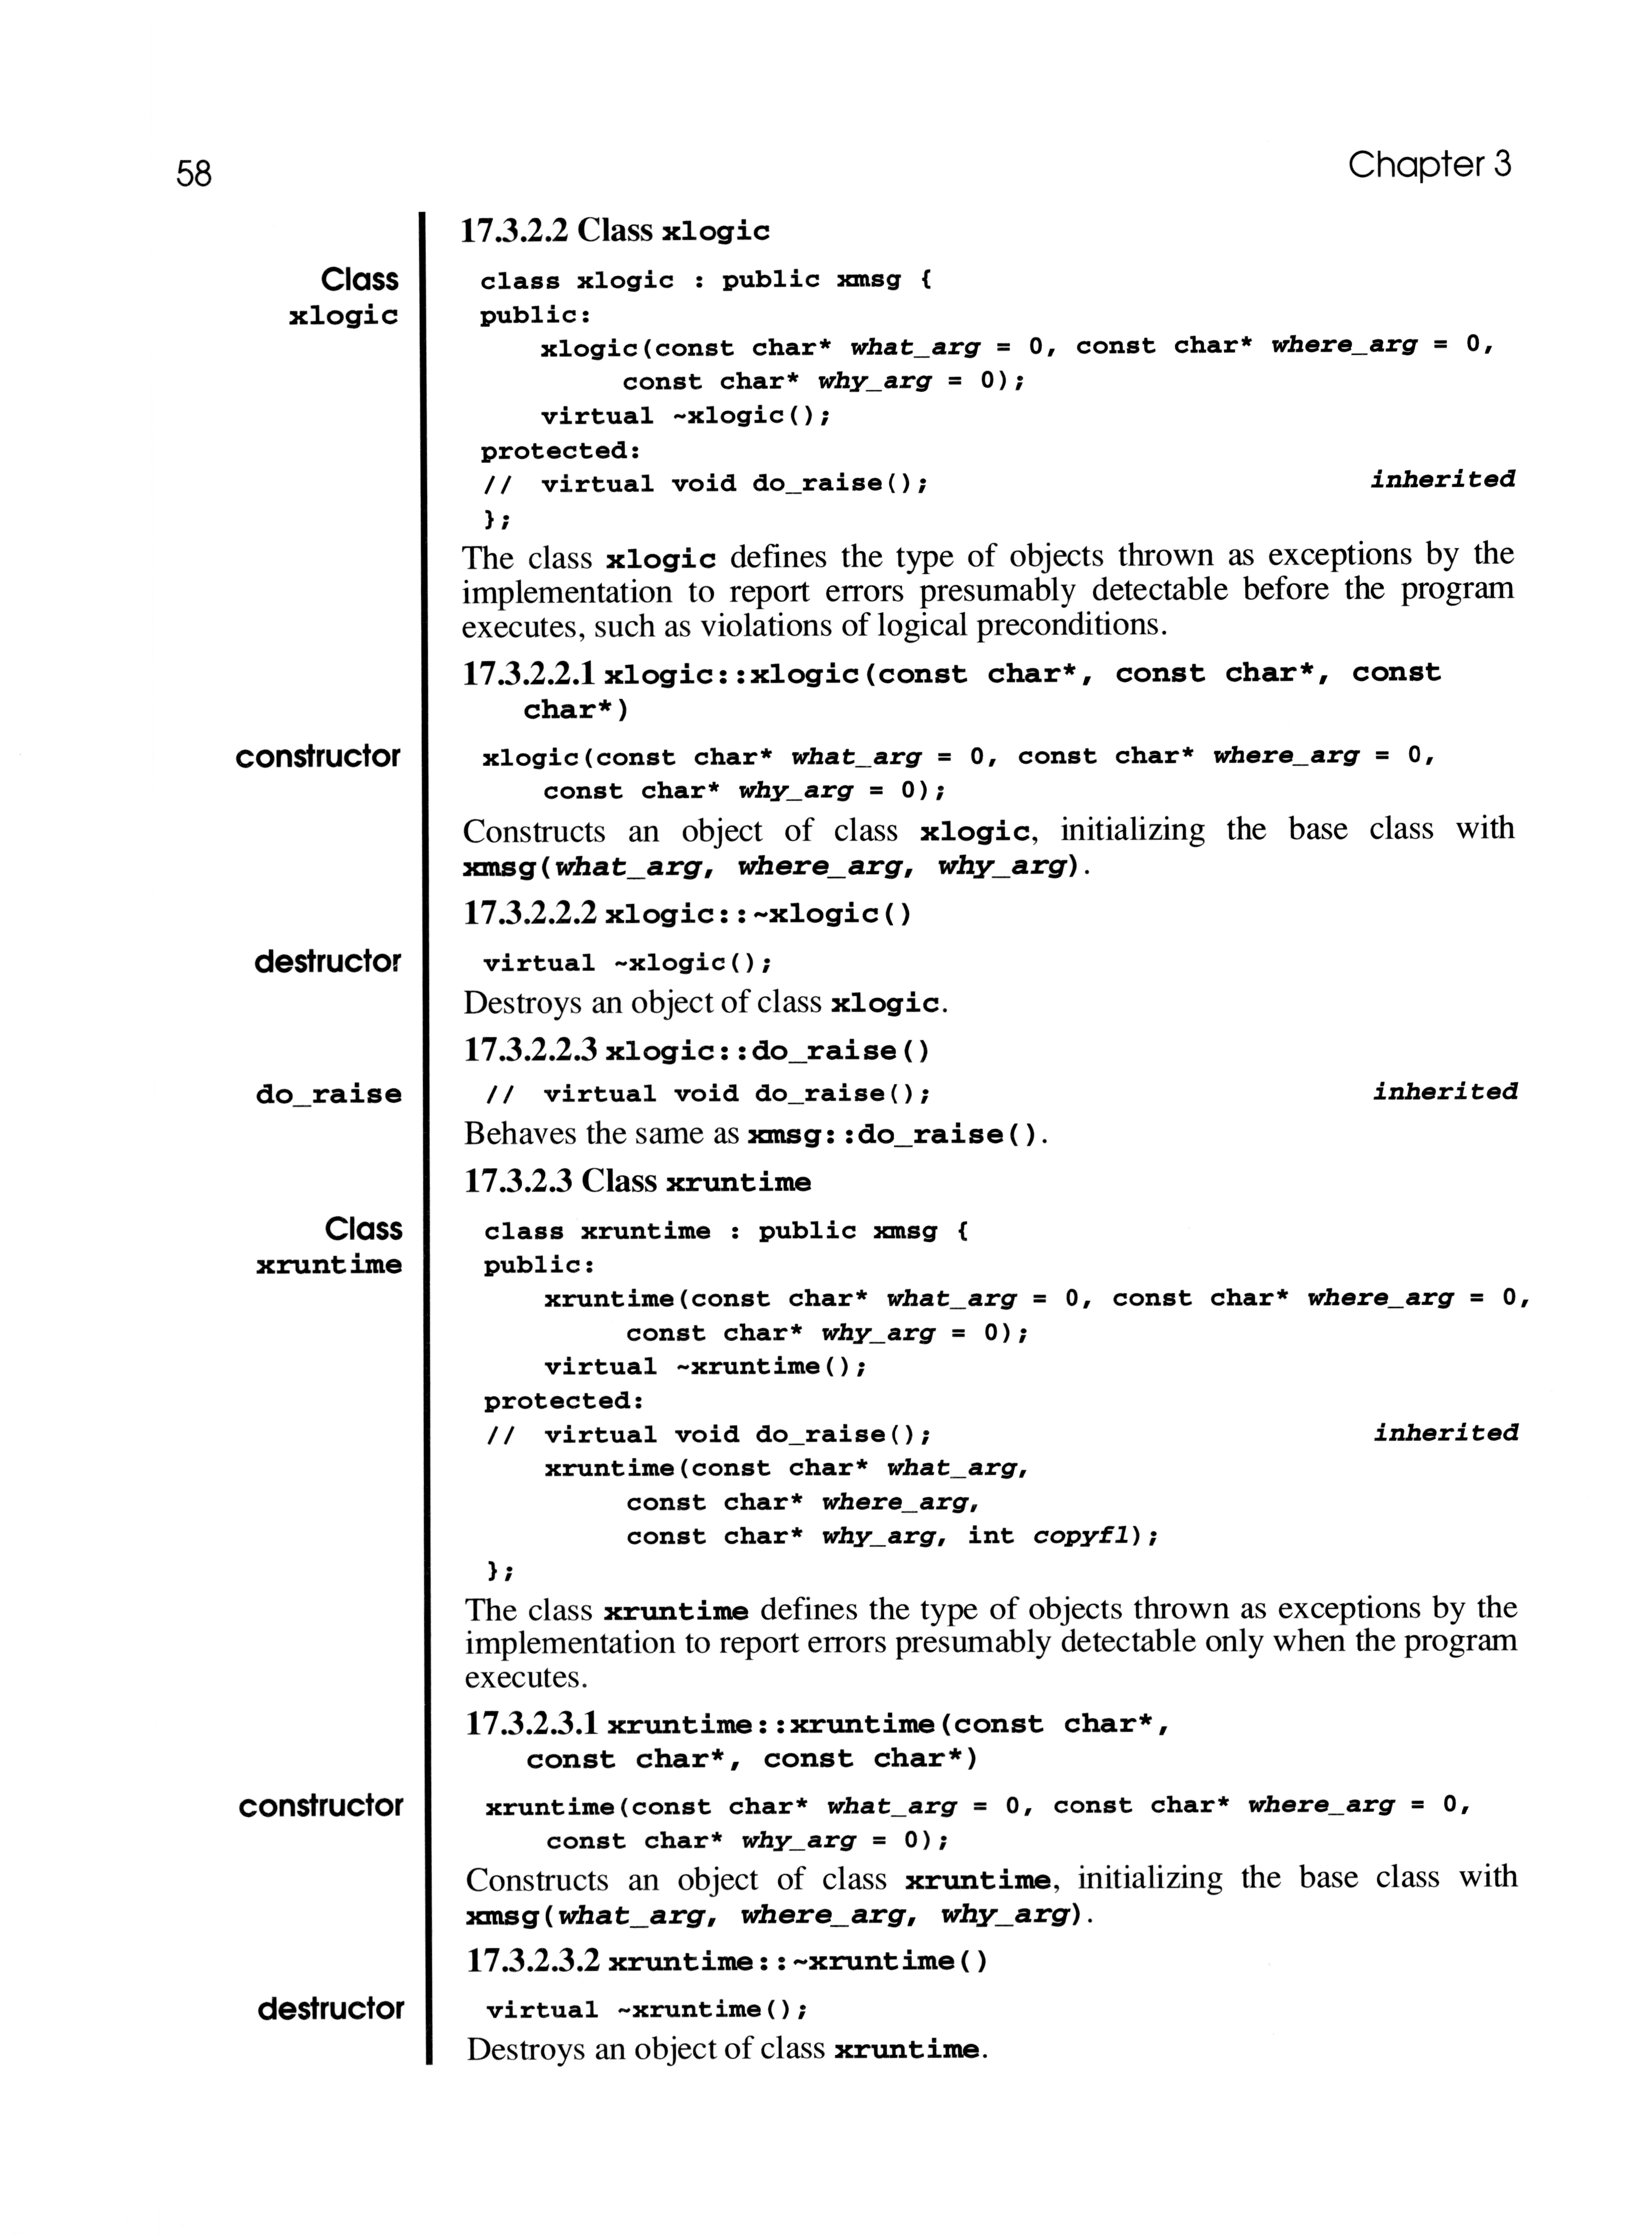 58
Chapter 3
17.3.2.2 Class xlogic
Class
xlogic
class xlogic : public xmsg {
public:
xlogic(const char* what_arg = 0, const char* where_arg = 0,
const char* why_arg = 0);
virtual ~xlogic();
protected:
// virtual void do_raise(); inherited
};
The class xlogic defines the type of objects thrown as exceptions by the
implementation to report errors presumably detectable before the program
executes, such as violations of logical preconditions.
17.3.2.2.1 xlogic::xlogic(const char*, const char*, const
char*)
constructor
xlogic(const char* what_arg = 0, const char* where_arg = 0,
const char* why_arg = 0);
Constructs an object of class xlogic, initializing the base class with
xmsg(what_arg, where_arg, why_arg).
17.3.2.2.2 xlogic::~xlogic()
destructor
virtual ~xlogic();
Destroys an object of class xlogic.
17.3.2.2.3 xlogic::do_raise()
do_raise
// virtual void do_raise(); inherited
Behaves the same as xmsg::do_raise().
17.3.2.3 Class xruntime
Class
xruntime
class xruntime : public xmsg {
public:
xruntime(const char* what_arg = 0, const char* where_arg = 0,
const char* why_arg = 0);
virtual ~xruntime();
protected:
// virtual void do_raise(); inherited
xruntime(const char* what_arg,
const char* where_arg,
const char* why_arg, int copyfl);
};
The class xruntime defines the type of objects thrown as exceptions by the
implementation to report errors presumably detectable only when the program
executes.
17.3.2.3.1 xruntime::xruntime(const char*,
const char*, const char*)
constructor
xruntime(const char* what_arg = 0, const char* where_arg = 0,
const char* why_arg = 0);
Constructs an object of class xruntime, initializing the base class with
xmsg(what_arg, where_arg, why_arg).
17.3.2.3.2 xruntime::~xruntime()
destructor
virtual ~xruntime();
Destroys an object of class xruntime.